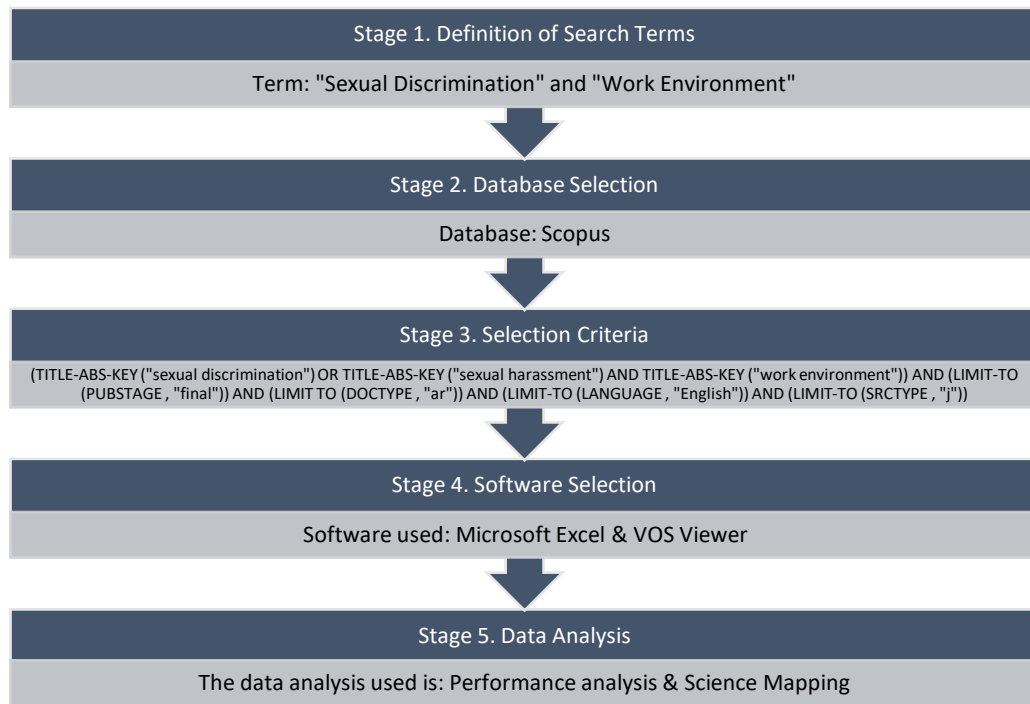 Stage 1. Definition of Search Terms
Term: "Sexual Discrimination" and "Work Environment"
Stage 2. Database Selection
Database: Scopus
Stage 3. Selection Criteria
(TITLE-ABS-KEY ("sexual discrimination") OR TITLE-ABS-KEY ("sexual harassment") AND TITLE-ABS-KEY ("work environment")) AND (LIMIT-TO
(PUBSTAGE , "final")) AND (LIMIT TO (DOCTYPE , "ar")) AND (LIMIT-TO (LANGUAGE , "English")) AND (LIMIT-TO (SRCTYPE , "j"))
Stage 4. Software Selection
Software used: Microsoft Excel & VOS Viewer
Stage 5. Data Analysis
The data analysis used is: Performance analysis & Science Mapping